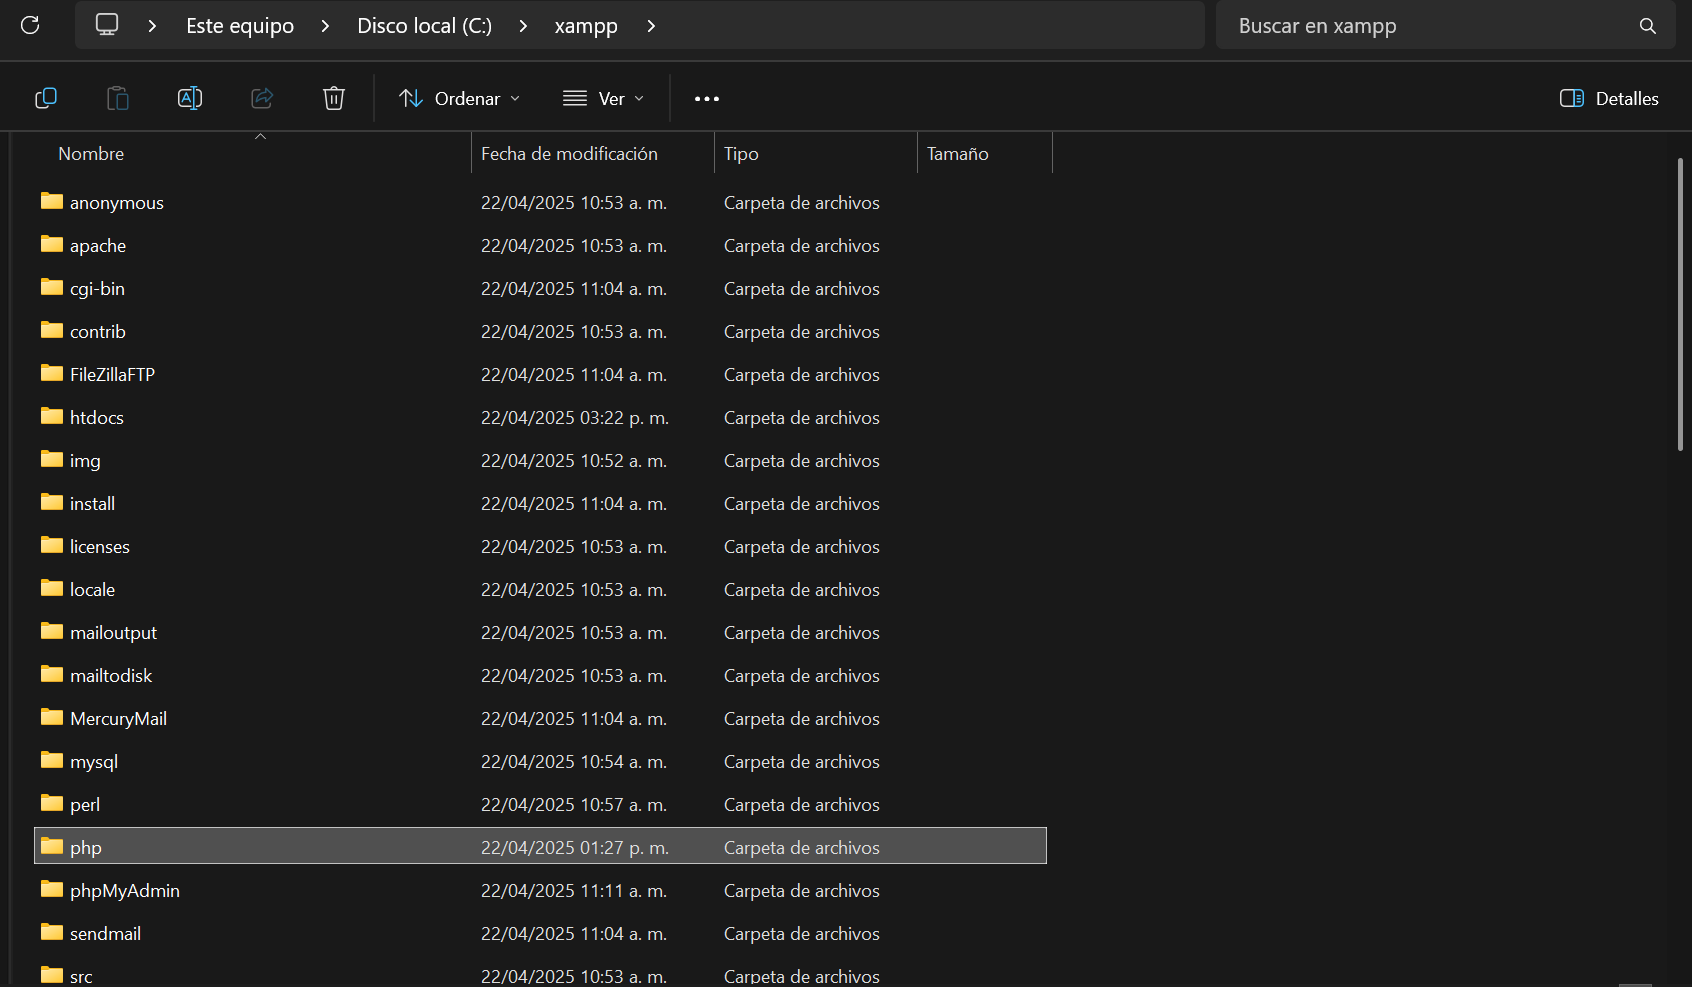 Este equipo > Disco local (C:) > xampp >
Buscar en xampp
Ordenar
Ver
Detalles
Nombre Fecha de modificación Tipo Tamaño
anonymous 22/04/2025 10:53 a. m. Carpeta de archivos
apache 22/04/2025 10:53 a. m. Carpeta de archivos
cgi-bin 22/04/2025 11:04 a. m. Carpeta de archivos
contrib 22/04/2025 10:53 a. m. Carpeta de archivos
FileZillaFTP 22/04/2025 11:04 a. m. Carpeta de archivos
htdocs 22/04/2025 03:22 p. m. Carpeta de archivos
img 22/04/2025 10:52 a. m. Carpeta de archivos
install 22/04/2025 11:04 a. m. Carpeta de archivos
licenses 22/04/2025 10:53 a. m. Carpeta de archivos
locale 22/04/2025 10:53 a. m. Carpeta de archivos
mailoutput 22/04/2025 10:53 a. m. Carpeta de archivos
mailtodisk 22/04/2025 10:53 a. m. Carpeta de archivos
MercuryMail 22/04/2025 11:04 a. m. Carpeta de archivos
mysql 22/04/2025 10:54 a. m. Carpeta de archivos
perl 22/04/2025 10:57 a. m. Carpeta de archivos
php 22/04/2025 01:27 p. m. Carpeta de archivos
phpMyAdmin 22/04/2025 11:11 a. m. Carpeta de archivos
sendmail 22/04/2025 11:04 a. m. Carpeta de archivos
src 22/04/2025 10:53 a. m. Carpeta de archivos